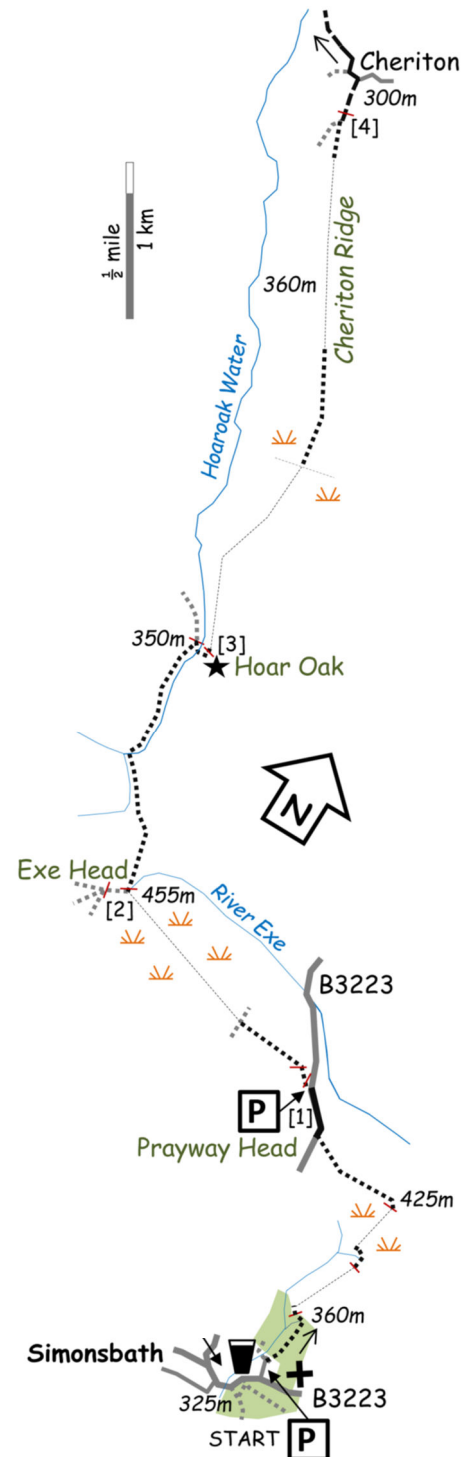 Cheriton
300m
[4]
½ mile
1 km
360m
Cheriton Ridge
Hoaroak Water
350m
[3]
Hoar Oak
N
Exe Head
[2]
455m
River Exe
B3223
P
[1]
Prayway Head
425m
360m
Simonsbath
325m
B3223
START
P